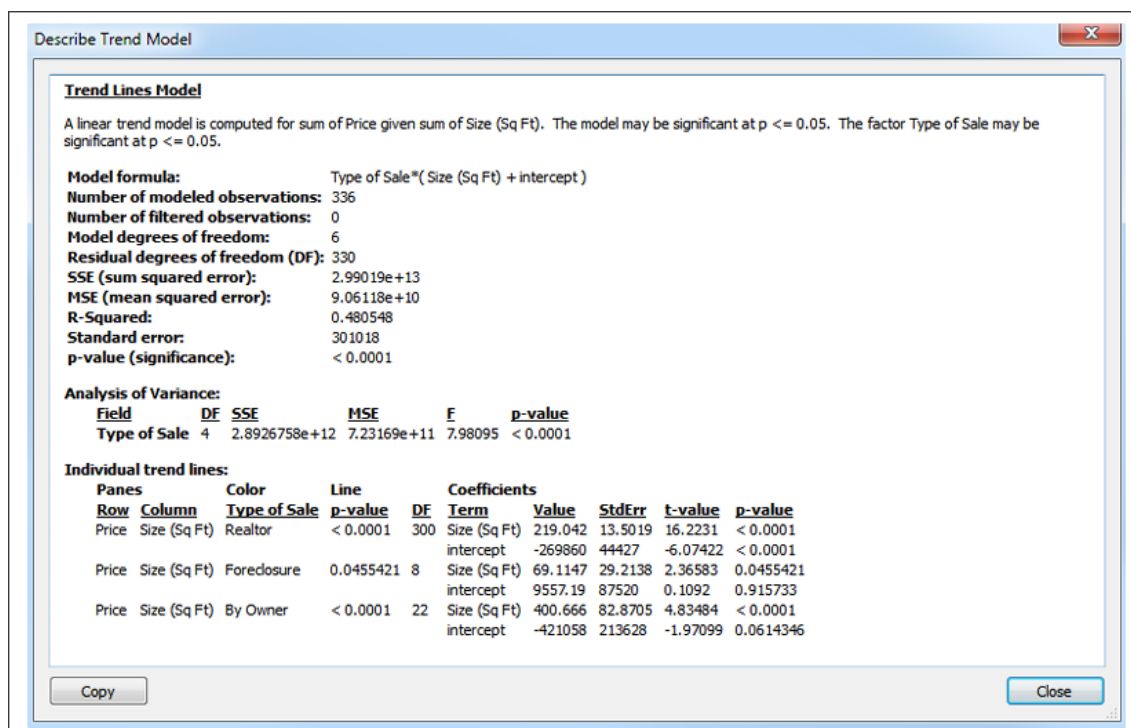 Describe Trend Model
Trend Lines Model
A linear trend model is computed for sum of Price given sum of Size (Sq Ft). The model may be significant at p <= 0.05. The factor Type of Sale may be
significant at p <= 0.05.
Model formula: Type of Sale*( Size (Sq Ft) + intercept )
Number of modeled observations: 336
Number of filtered observations: 0
Model degrees of freedom: 6
Residual degrees of freedom (DF): 330
SSE (sum squared error): 2.99019e+13
MSE (mean squared error): 9.06118e+10
R-Squared: 0.480548
Standard error: 301018
p-value (significance): < 0.0001
Analysis of Variance:
Field DF SSE MSE F p-value
Type of Sale 4 2.8926758e+12 7.23169e+11 7.98095 < 0.0001
Individual trend lines:
Panes Color Line Coefficients
Row Column Type of Sale p-value DF Term Value StdErr t-value p-value
Price Size (Sq Ft) Realtor < 0.0001 300 Size (Sq Ft) 219.042 13.5019 16.2231 < 0.0001
intercept -269860 44427 -6.07422 < 0.0001
Price Size (Sq Ft) Foreclosure 0.0455421 8 Size (Sq Ft) 69.1147 29.2138 2.36583 0.0455421
intercept 9557.19 87520 0.1092 0.915733
Price Size (Sq Ft) By Owner < 0.0001 22 Size (Sq Ft) 400.666 82.8705 4.83484 < 0.0001
intercept -421058 213628 -1.97099 0.0614346
Copy Close